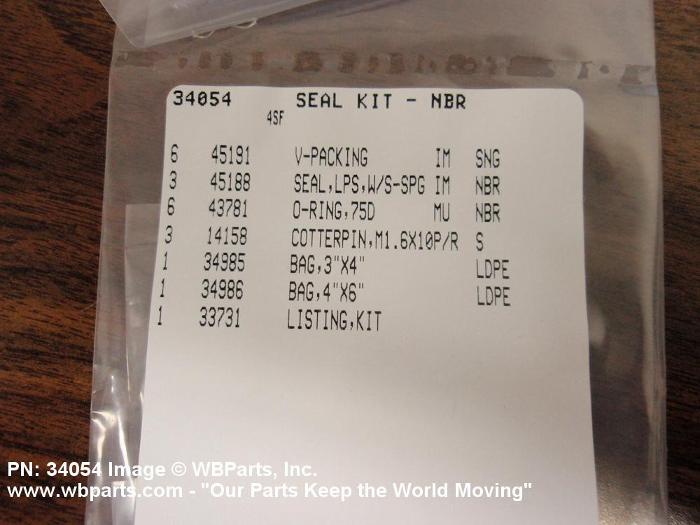 34054 SEAL KIT - NBR
4SF
6 45191 V-PACKING IM SNG
3 45188 SEAL,LPS,W/S-SPG IM NBR
6 43781 O-RING,75D MU NBR
3 14158 COTTERPIN,M1.6X10P/R S
1 34985 BAG,3"X4" LDPE
1 34986 BAG,4"X6" LDPE
1 33731 LISTING,KIT
PN: 34054 Image © WBParts, Inc.
www.wbparts.com - "Our Parts Keep the World Moving"